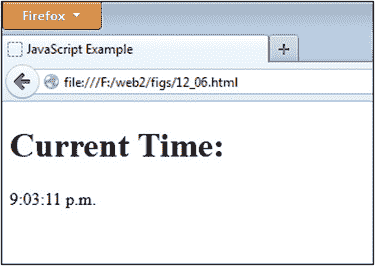 Firefox
JavaScript Example
file:///F:/web2/figs/12_06.html
Current Time:
9:03:11 p.m.